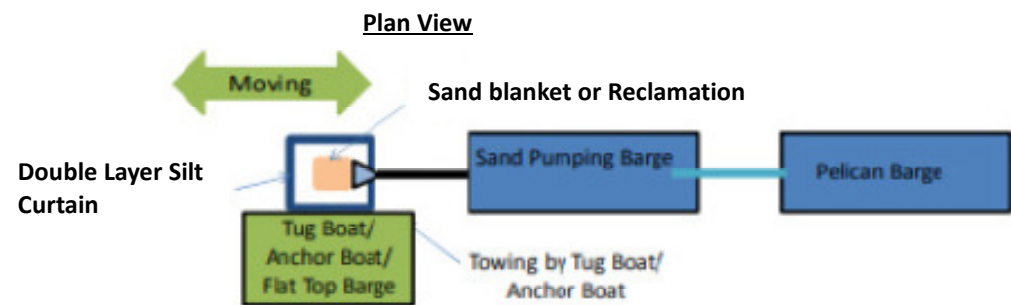 Plan View
Moving
Sand blanket or Reclamation
Double Layer Silt
Curtain
Sand Pumping Barge
Pelican Barge
Tug Boat/
Anchor Boat/
Flat Top Barge
Towing by Tug Boat/
Anchor Boat